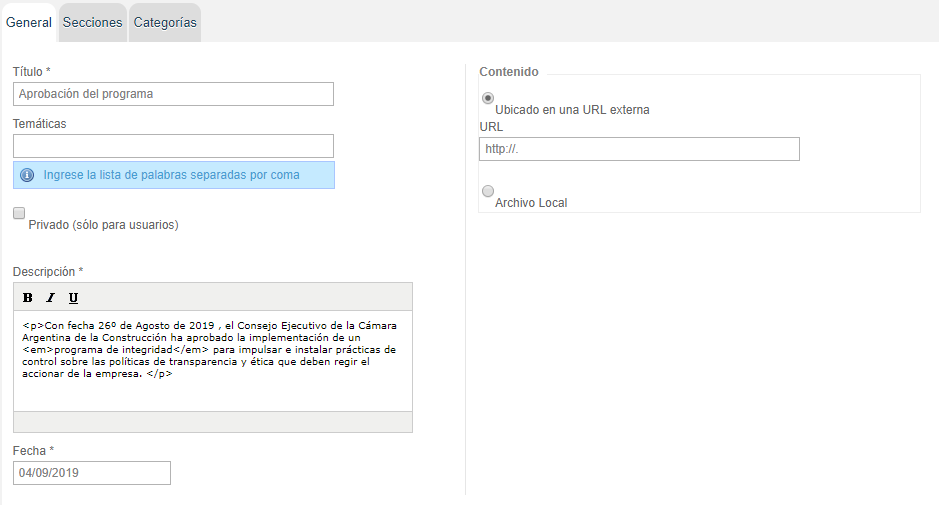 General Secciones Categorías
Título *
Aprobación del programa
Temáticas
Ingrese la lista de palabras separadas por coma
Privado (sólo para usuarios)
Descripción *
B I U
<p>Con fecha 26º de Agosto de 2019 , el Consejo Ejecutivo de la Cámara
Argentina de la Construcción ha aprobado la implementación de un
<em>programa de integridad</em> para impulsar e instalar prácticas de
control sobre las políticas de transparencia y ética que deben regir el
accionar de la empresa. </p>
Fecha *
04/09/2019
Contenido
Ubicado en una URL externa
URL
http://.
Archivo Local